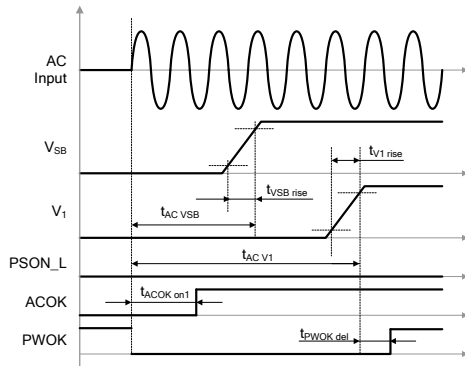 AC
Input
VSB
tV1 rise
tVSB rise
V1
tAC VSB
PSON_L
tAC V1
ACOK
tACOK on1
PWOK
tPWOK del